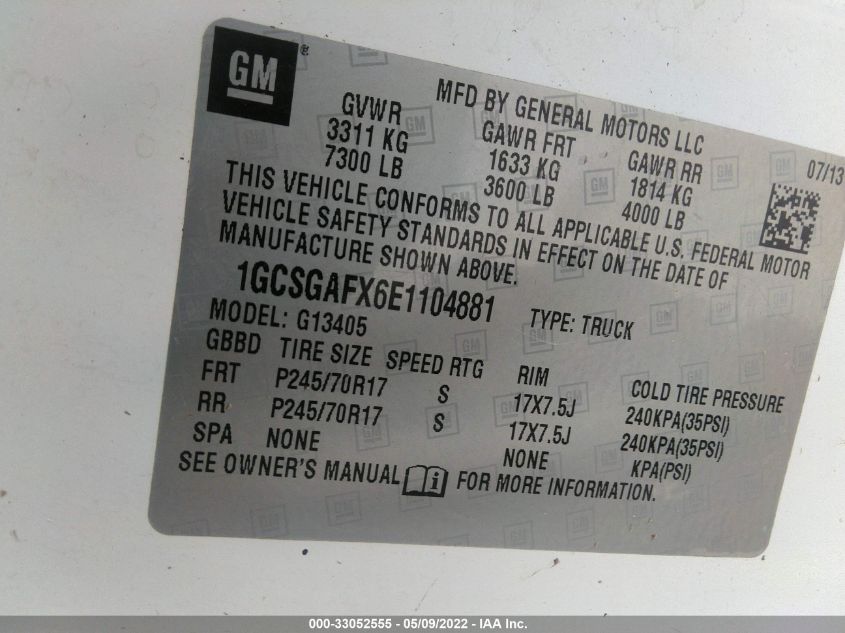 GM®
MFD BY GENERAL MOTORS LLC
07/13
GVWR GAWR FRT GAWR RR
3311 KG 1633 KG 1814 KG
7300 LB 3600 LB 4000 LB
THIS VEHICLE CONFORMS TO ALL APPLICABLE U.S. FEDERAL MOTOR
VEHICLE SAFETY STANDARDS IN EFFECT ON THE DATE OF
MANUFACTURE SHOWN ABOVE.
1GCSGAFX6E1104881 TYPE: TRUCK
MODEL: G13405
GBBD TIRE SIZE SPEED RTG RIM COLD TIRE PRESSURE
FRT P245/70R17 S 17X7.5J 240KPA(35PSI)
RR P245/70R17 S 17X7.5J 240KPA(35PSI)
SPA NONE NONE KPA(PSI)
SEE OWNER'S MANUAL FOR MORE INFORMATION.
000-33052555 - 05/09/2022 - IAA Inc.